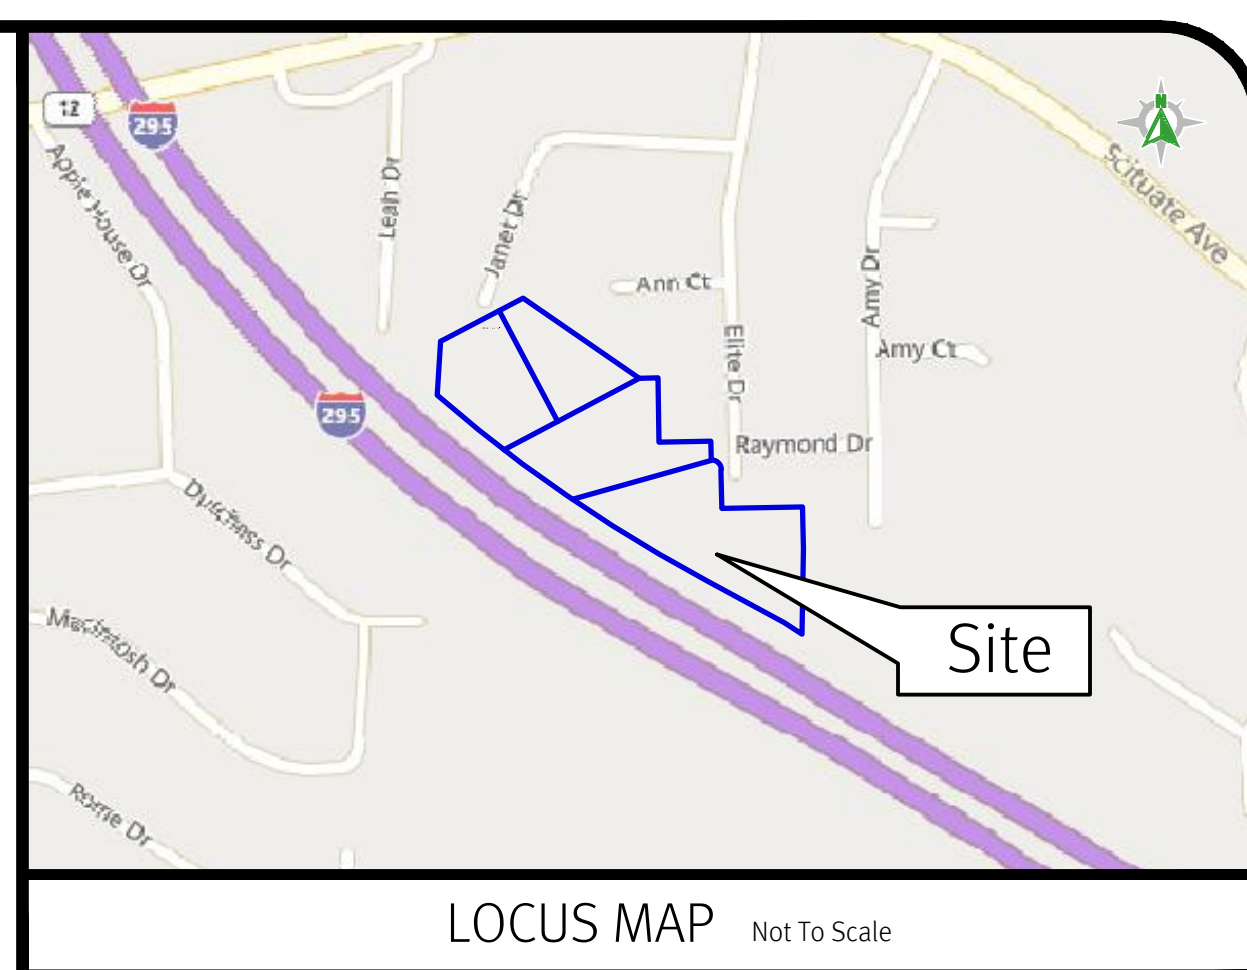 12
295
N
Scituate Ave
Apple House Dr
Leah Dr
Janet Dr
Ann Ct
Amy Dr
Elite Dr
Amy Ct
295
Raymond Dr
Dutchess Dr
MacIntosh Dr
Site
Rome Dr
LOCUS MAP Not To Scale